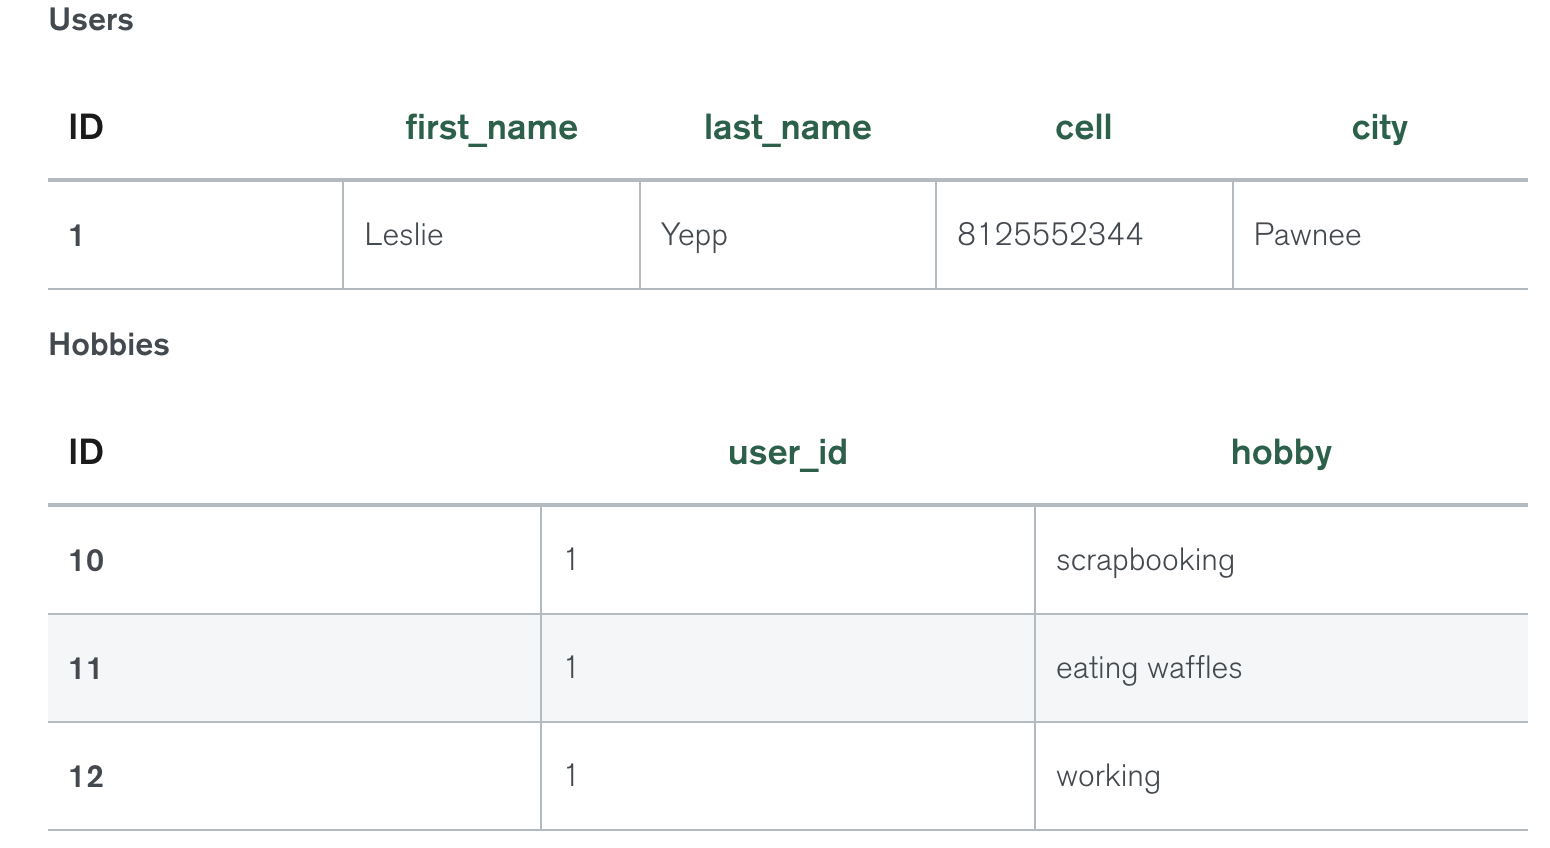 Users
ID first_name last_name cell city
1 Leslie Yepp 8125552344 Pawnee
Hobbies
ID user_id hobby
10 1 scrapbooking
11 1 eating waffles
12 1 working